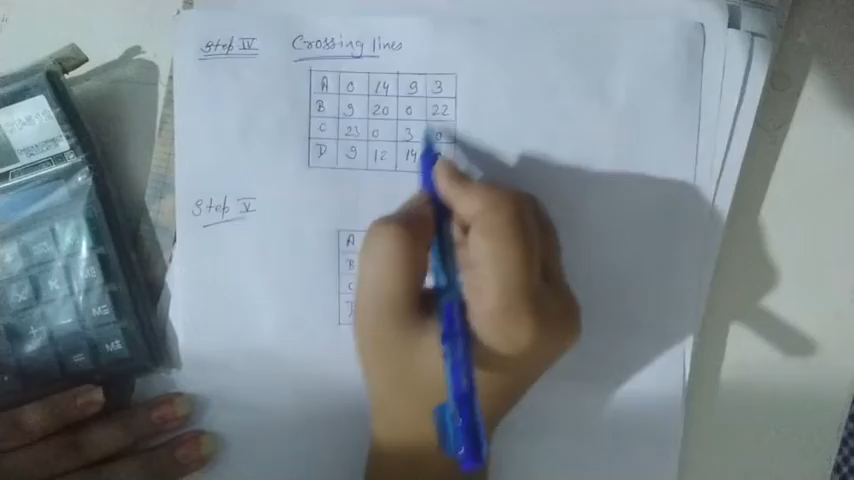 Step IV Crossing lines
A 0 14 9 3
B 9 20 0 22
C 23 0 3 0
D 9 12 14
Step V
A
B
C
D